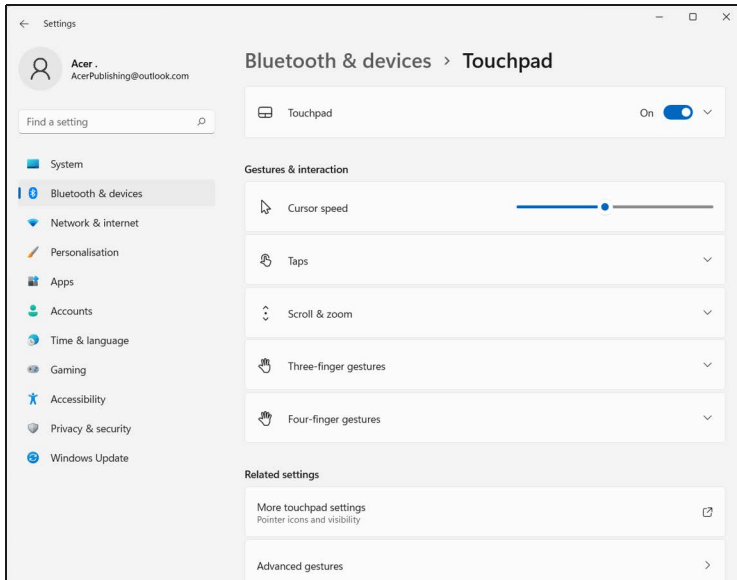 Settings
Acer .
AcerPublishing@outlook.com
Find a setting
System
Bluetooth & devices
Network & internet
Personalisation
Apps
Accounts
Time & language
Gaming
Accessibility
Privacy & security
Windows Update
Bluetooth & devices > Touchpad
Touchpad On
Gestures & interaction
Cursor speed
Taps
Scroll & zoom
Three-finger gestures
Four-finger gestures
Related settings
More touchpad settings
Pointer icons and visibility
Advanced gestures